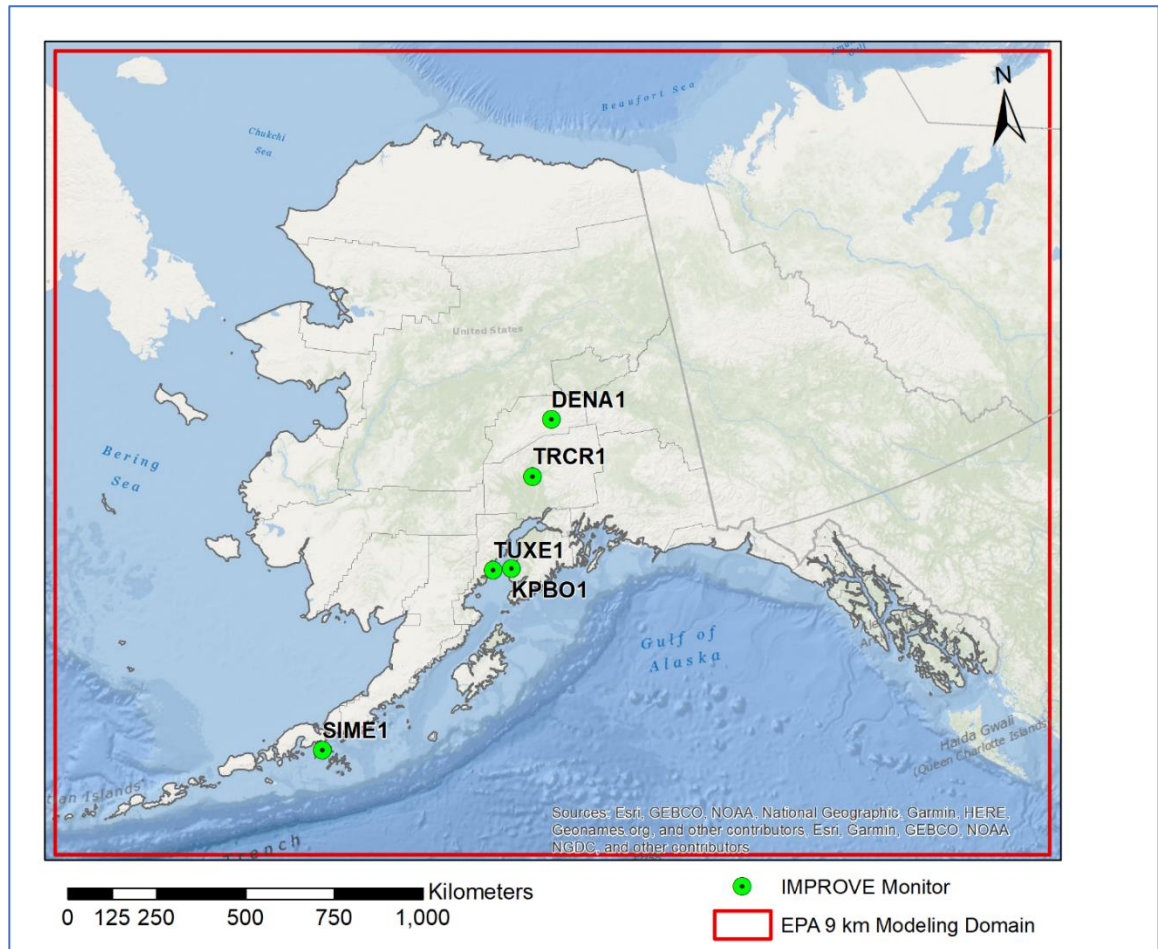 N
Beaufort Sea
Chukchi
Sea
United States
DENA1
TRCR1
Bering
Sea
TUXE1
KPBO1
Gulf of
Alaska
SIME1
Haida Gwaii
(Queen Charlotte Islands)
Islands
Trench
Sources: Esri, GEBCO, NOAA, National Geographic, Garmin, HERE,
Geonames.org, and other contributors, Esri, Garmin, GEBCO, NOAA
NGDC, and other contributors
Kilometers
0 125 250 500 750 1,000
IMPROVE Monitor
EPA 9 km Modeling Domain